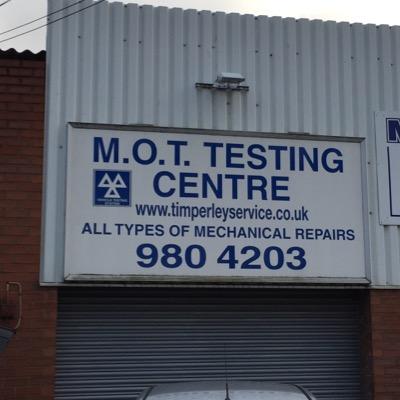 M.O.T. TESTING
CENTRE
www.timperleyservice.co.uk
ALL TYPES OF MECHANICAL REPAIRS
980 4203